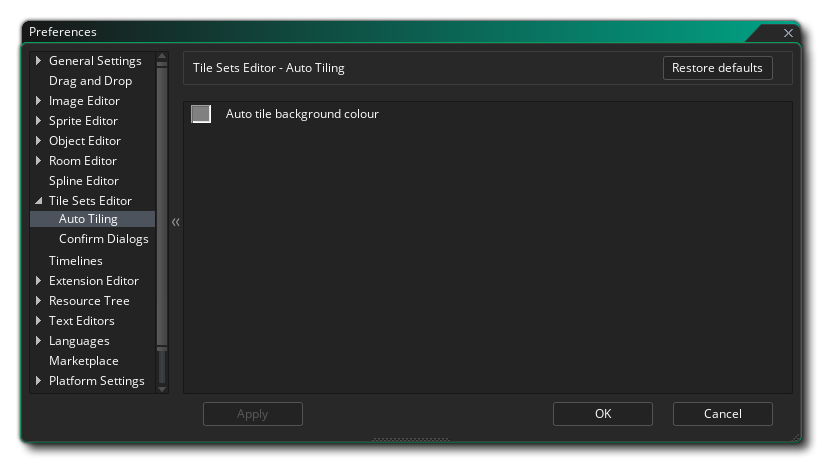 Preferences
General Settings
Drag and Drop
Image Editor
Sprite Editor
Object Editor
Room Editor
Spline Editor
Tile Sets Editor
Auto Tiling
Confirm Dialogs
Timelines
Extension Editor
Resource Tree
Text Editors
Languages
Marketplace
Platform Settings
Tile Sets Editor - Auto Tiling
Restore defaults
Auto tile background colour
Apply
OK
Cancel